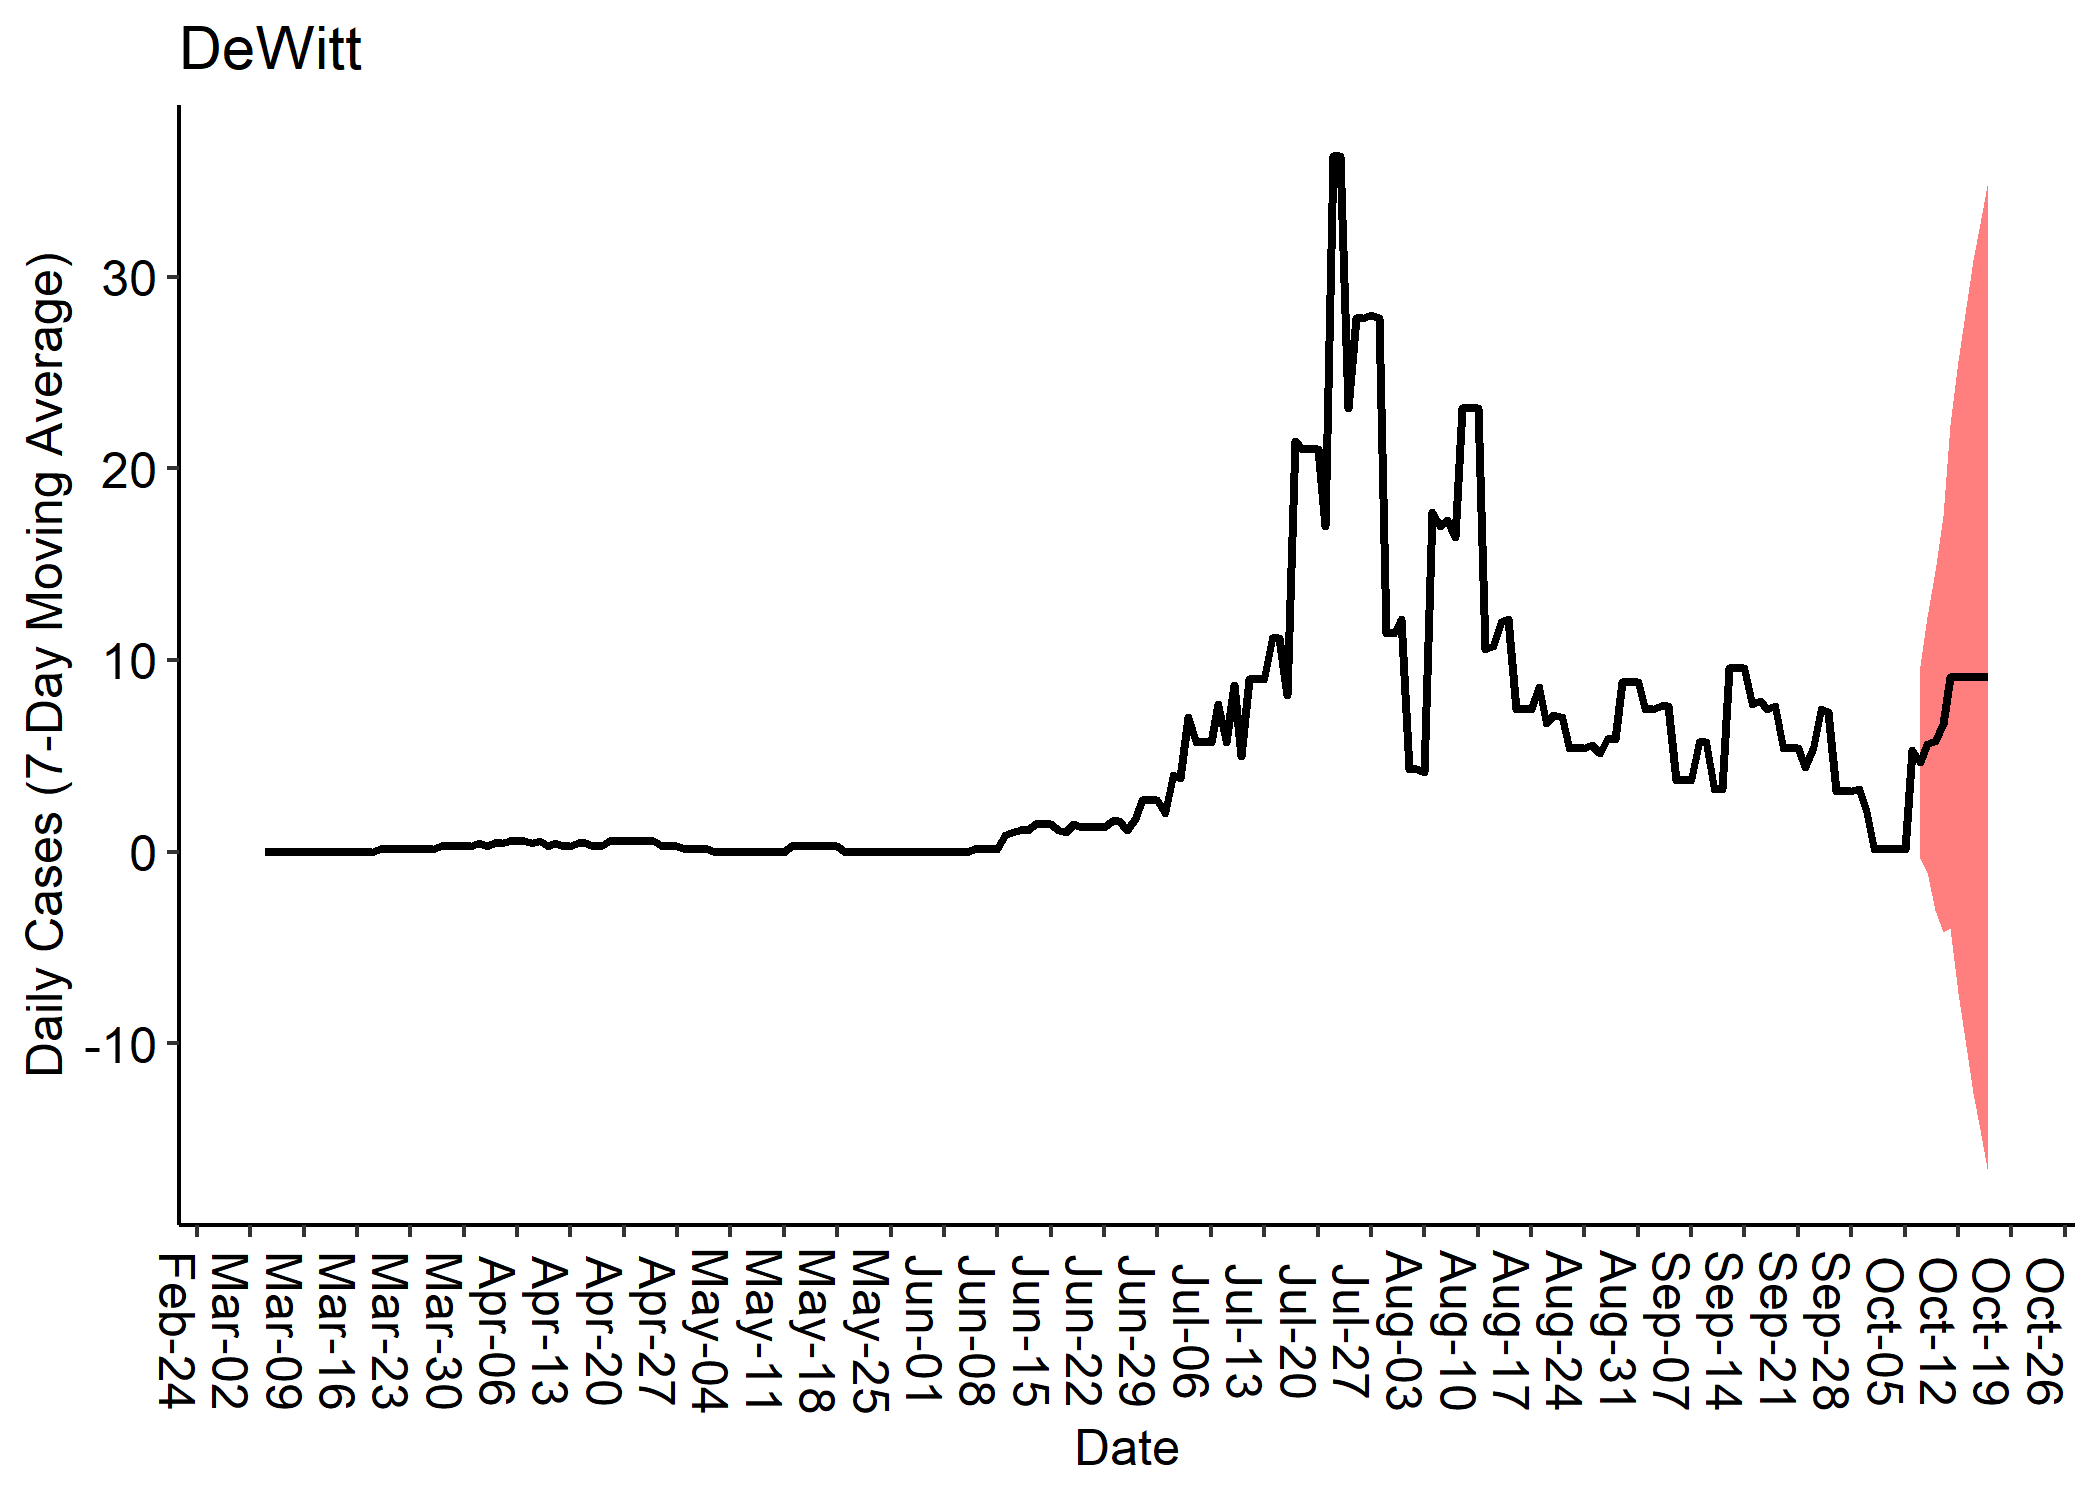 DeWitt
Daily Cases (7-Day Moving Average)
30
20
10
0
-10
Feb-24
Mar-02
Mar-09
Mar-16
Mar-23
Mar-30
Apr-06
Apr-13
Apr-20
Apr-27
May-04
May-11
May-18
May-25
Jun-01
Jun-08
Jun-15
Jun-22
Jun-29
Jul-06
Jul-13
Jul-20
Jul-27
Aug-03
Aug-10
Aug-17
Aug-24
Aug-31
Sep-07
Sep-14
Sep-21
Sep-28
Oct-05
Oct-12
Oct-19
Oct-26
Date